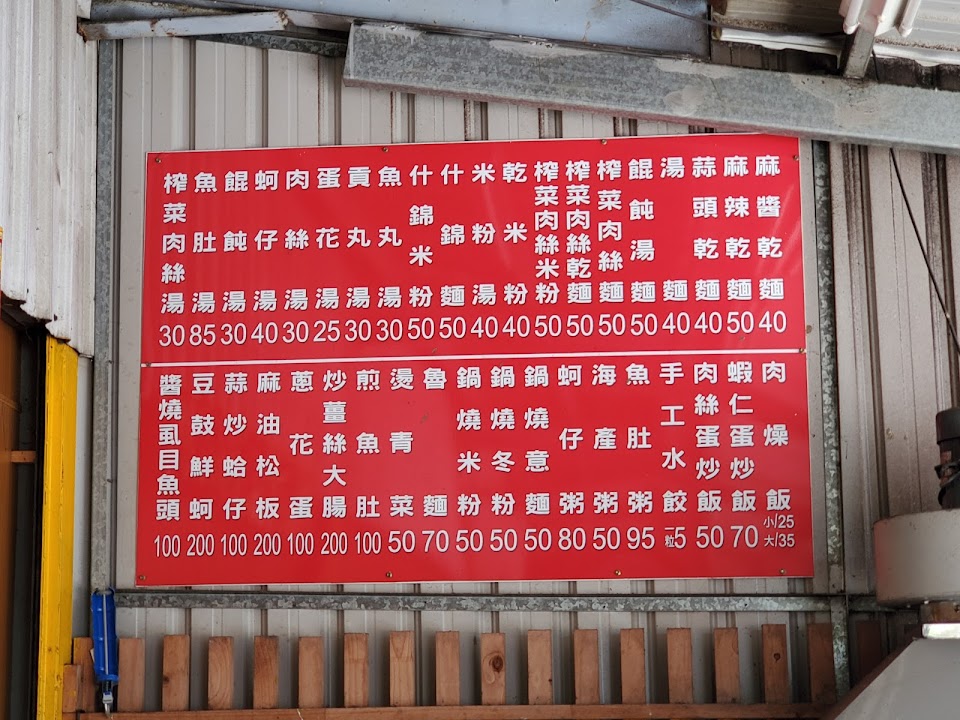 麻醬乾麵40
麻辣乾麵50
蒜頭乾麵40
湯麵40
餛飩湯麵50
榨菜肉絲麵50
榨菜肉絲乾麵50
榨菜肉絲米粉50
乾米粉40
米粉湯40
什錦麵50
什錦米粉50
魚丸湯30
貢丸湯30
蛋花湯25
肉絲湯30
蚵仔湯40
餛飩湯30
魚肚湯85
榨菜肉絲湯30
肉燥飯小/25大/35
蝦仁蛋炒飯70
肉絲蛋炒飯50
手工水餃一粒5
魚肚粥95
海產粥50
蚵仔粥80
鍋燒意麵50
鍋燒冬粉50
鍋燒米粉50
魯麵70
燙青菜50
煎魚肚100
炒薑絲大腸200
蔥花蛋100
麻油松板200
蒜炒蛤仔100
豆鼓鮮蚵200
醬燒虱目魚頭100